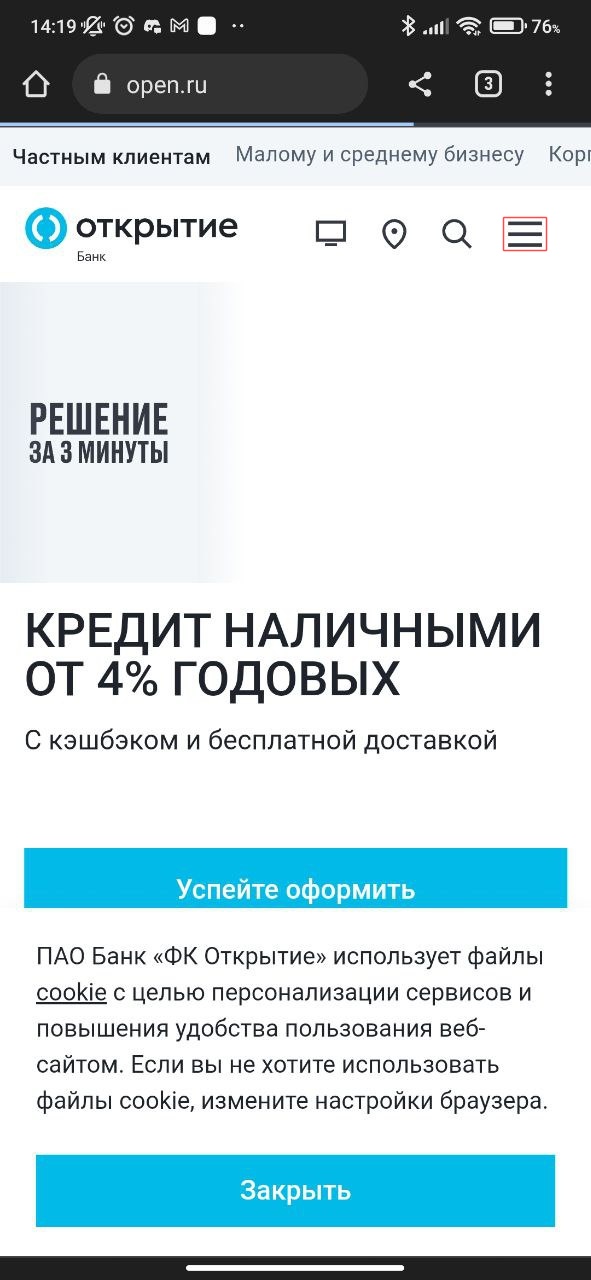 14:19 76%
open.ru 3
Частным клиентам Малому и среднему бизнесу Корп
открытие
Банк
РЕШЕНИЕ
ЗА 3 МИНУТЫ
КРЕДИТ НАЛИЧНЫМИ
ОТ 4% ГОДОВЫХ
С кэшбэком и бесплатной доставкой
Успейте оформить
ПАО Банк «ФК Открытие» использует файлы
cookie с целью персонализации сервисов и
повышения удобства пользования веб-
сайтом. Если вы не хотите использовать
файлы cookie, измените настройки браузера.
Закрыть